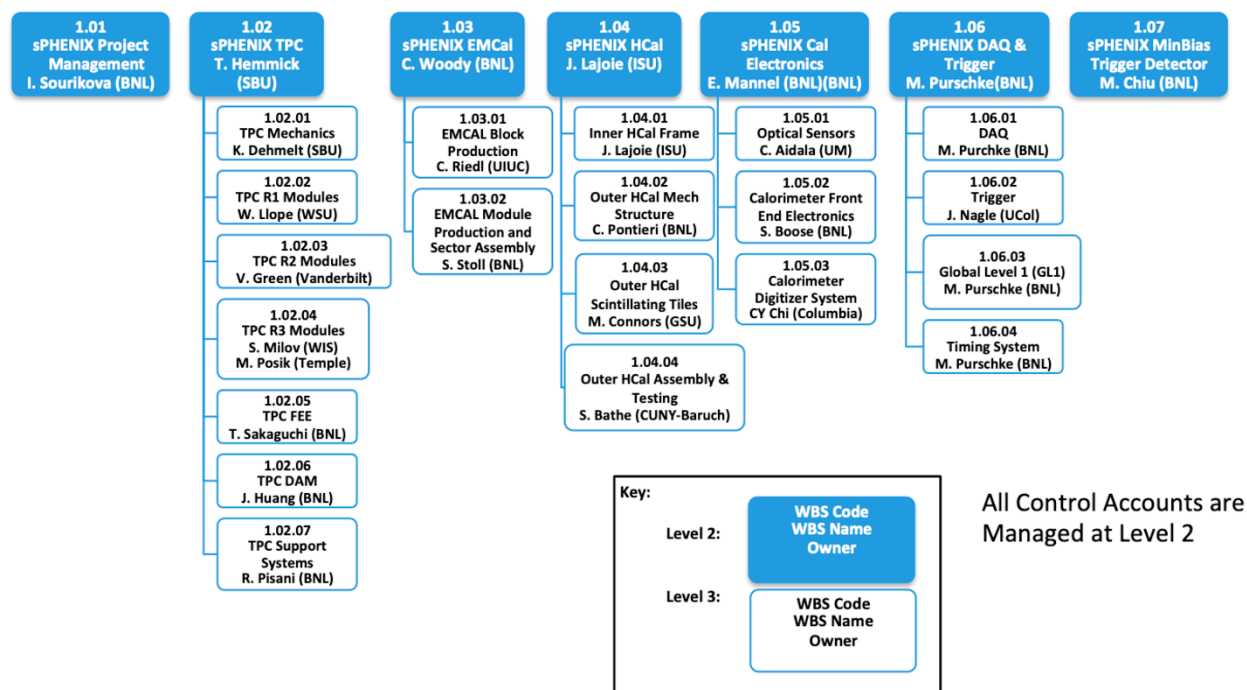 1.01
sPHENIX Project
Management
I. Sourikova (BNL)
1.02
sPHENIX TPC
T. Hemmick
(SBU)
1.02.01
TPC Mechanics
K. Dehmelt (SBU)
1.02.02
TPC R1 Modules
W. Llope (WSU)
1.02.03
TPC R2 Modules
V. Green (Vanderbilt)
1.02.04
TPC R3 Modules
S. Milov (WIS)
M. Posik (Temple)
1.02.05
TPC FEE
T. Sakaguchi (BNL)
1.02.06
TPC DAM
J. Huang (BNL)
1.02.07
TPC Support
Systems
R. Pisani (BNL)
1.03
sPHENIX EMCal
C. Woody (BNL)
1.03.01
EMCAL Block
Production
C. Riedl (UIUC)
1.03.02
EMCAL Module
Production and
Sector Assembly
S. Stoll (BNL)
1.04
sPHENIX HCal
J. Lajoie (ISU)
1.04.01
Inner HCal Frame
J. Lajoie (ISU)
1.04.02
Outer HCal Mech
Structure
C. Pontieri (BNL)
1.04.03
Outer HCal
Scintillating Tiles
M. Connors (GSU)
1.04.04
Outer HCal Assembly &
Testing
S. Bathe (CUNY-Baruch)
1.05
sPHENIX Cal
Electronics
E. Mannel (BNL)(BNL)
1.05.01
Optical Sensors
C. Aidala (UM)
1.05.02
Calorimeter Front
End Electronics
S. Boose (BNL)
1.05.03
Calorimeter
Digitizer System
CY Chi (Columbia)
1.06
sPHENIX DAQ &
Trigger
M. Purschke(BNL)
1.06.01
DAQ
M. Purchke (BNL)
1.06.02
Trigger
J. Nagle (UCol)
1.06.03
Global Level 1 (GL1)
M. Purschke (BNL)
1.06.04
Timing System
M. Purschke (BNL)
1.07
sPHENIX MinBias
Trigger Detector
M. Chiu (BNL)
Key:
Level 2:
WBS Code
WBS Name
Owner
Level 3:
WBS Code
WBS Name
Owner
All Control Accounts are
Managed at Level 2